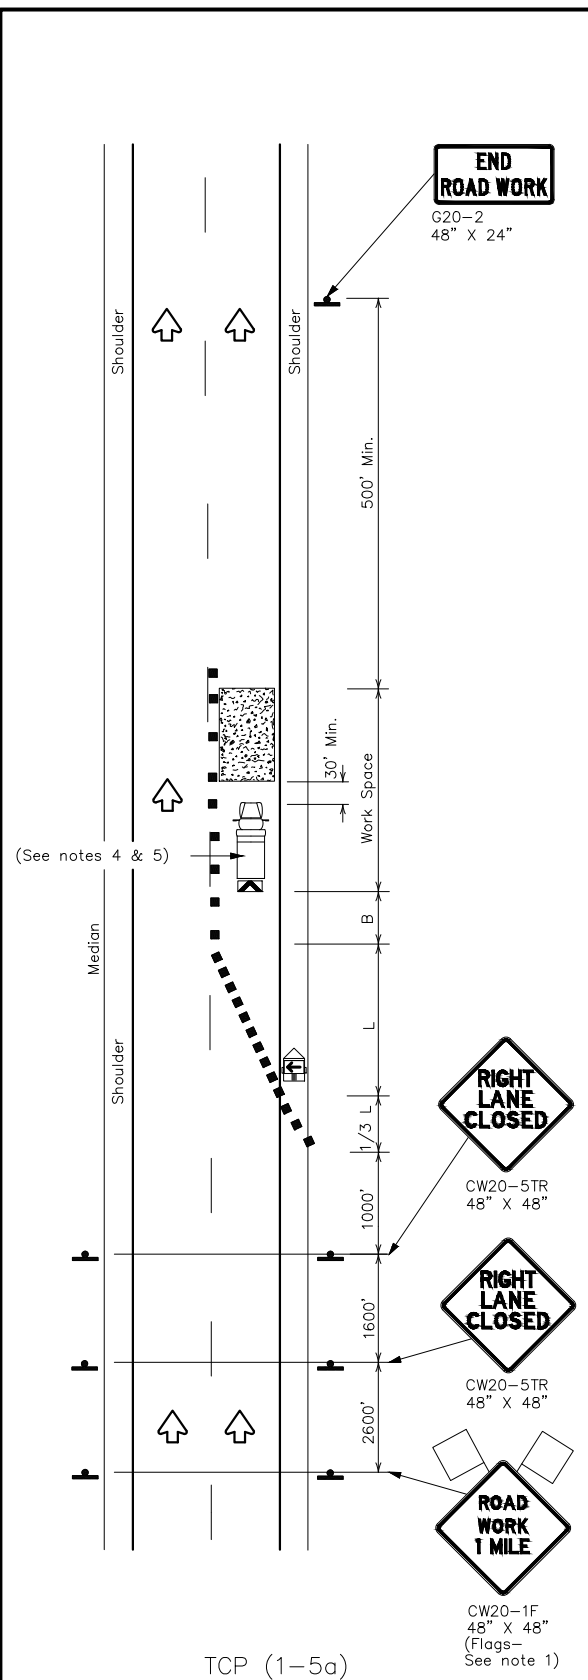 END
ROAD WORK
G20-2
48" X 24"
Shoulder
Shoulder
500' Min.
30' Min.
Work Space
(See notes 4 & 5)
B
Median
L
Shoulder
1/3 L
RIGHT
LANE
CLOSED
CW20-5TR
48" X 48"
1000'
RIGHT
LANE
CLOSED
CW20-5TR
48" X 48"
1600'
2600'
ROAD
WORK
1 MILE
CW20-1F
48" X 48"
(Flags-
See note 1)
TCP (1-5a)